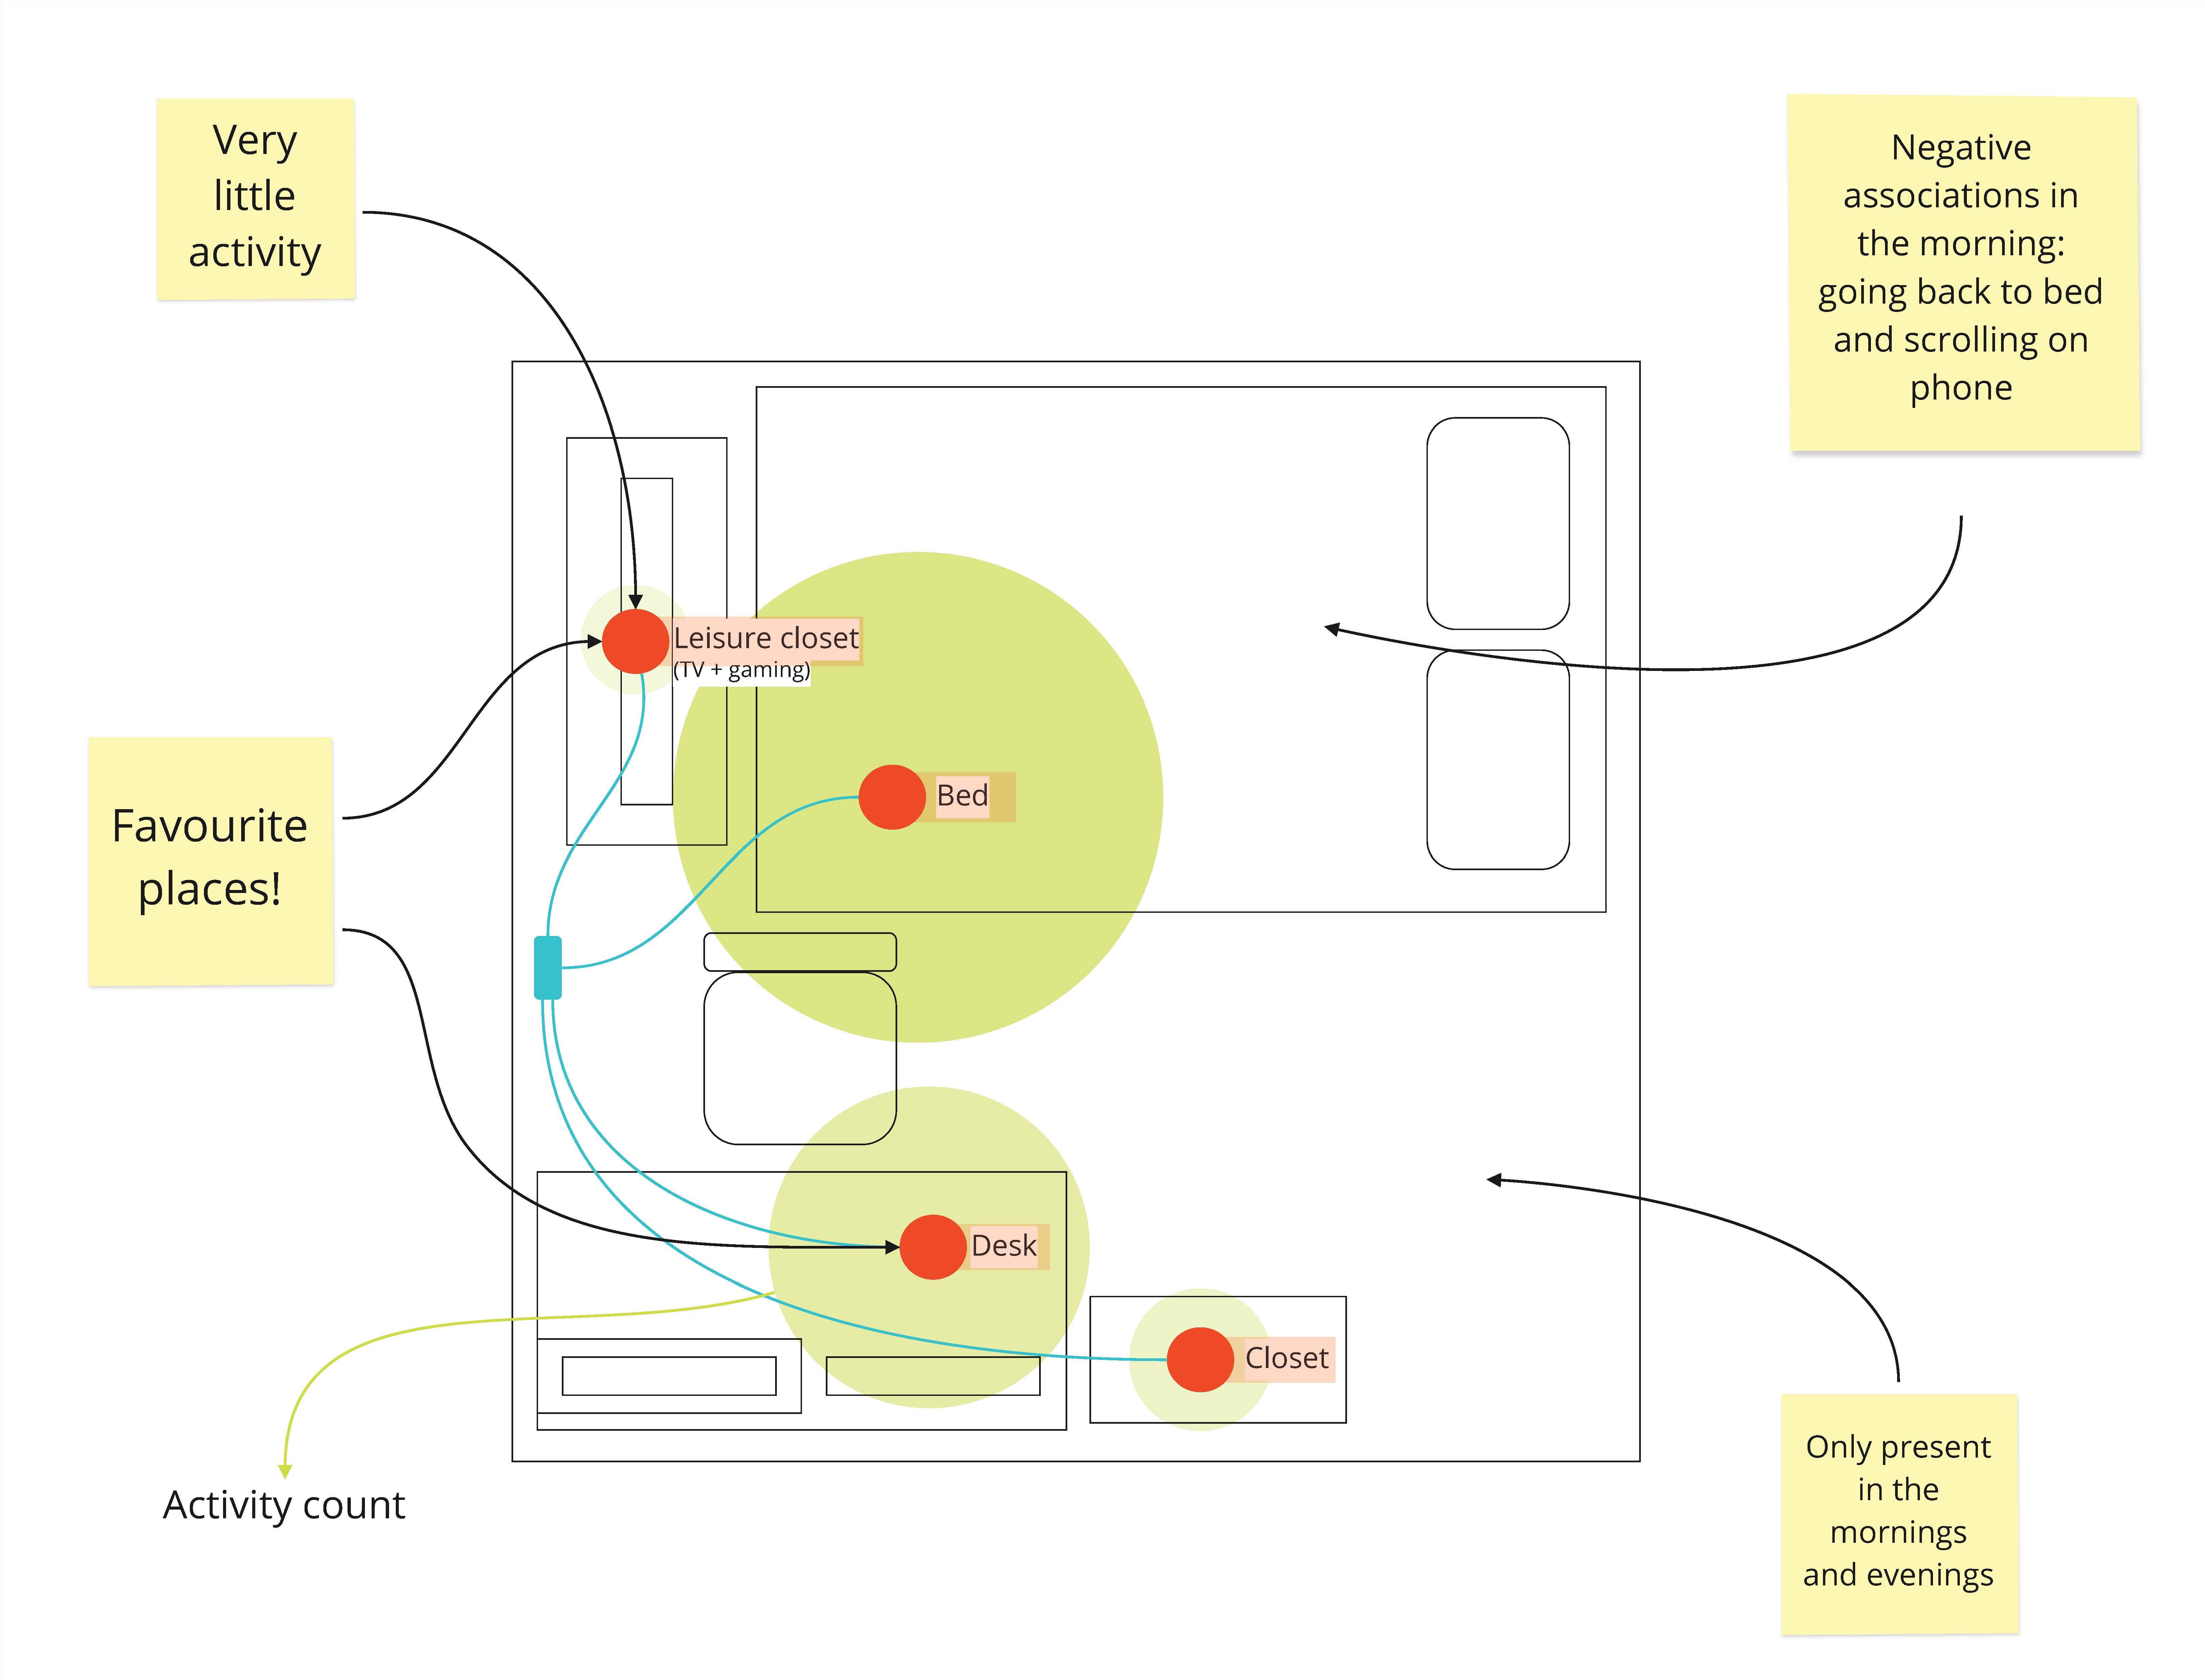 Very
little
activity
Negative
associations in
the morning:
going back to bed
and scrolling on
phone
Leisure closet
(TV + gaming)
Bed
Favourite
places!
Desk
Closet
Activity count
Only present
in the
mornings
and evenings